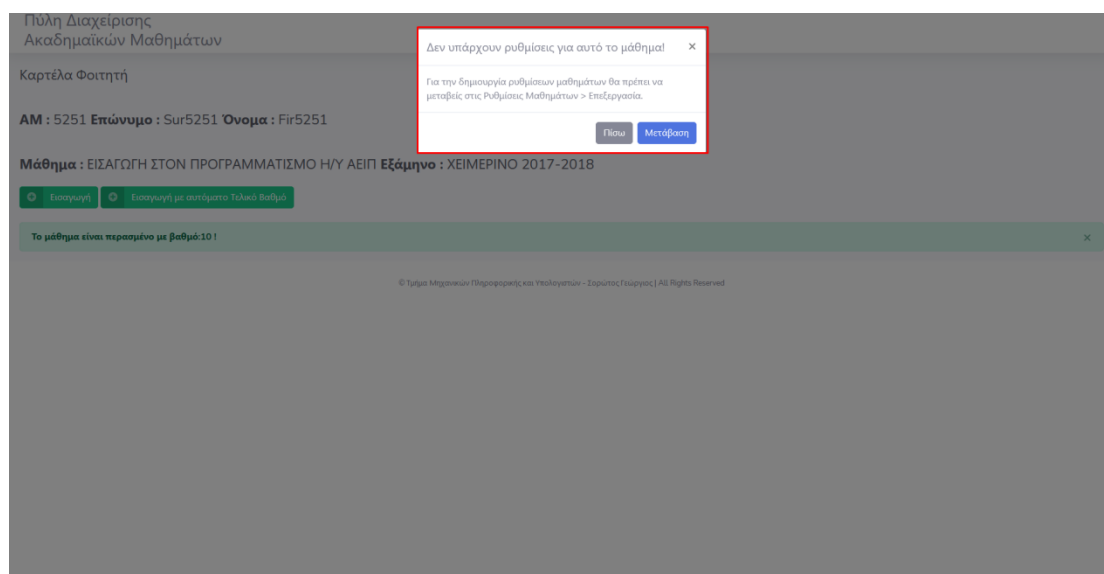 Πύλη Διαχείρισης
Ακαδημαϊκών Μαθημάτων
Δεν υπάρχουν ρυθμίσεις για αυτό το μάθημα! ×
Για την δημιουργία ρυθμίσεων μαθημάτων θα πρέπει να
μεταβείς στις Ρυθμίσεις Μαθημάτων > Επεξεργασία.
Πίσω Μετάβαση
Καρτέλα Φοιτητή
ΑΜ : 5251 Επώνυμο : Sur5251 Όνομα : Fir5251
Μάθημα : ΕΙΣΑΓΩΓΗ ΣΤΟΝ ΠΡΟΓΡΑΜΜΑΤΙΣΜΟ Η/Υ ΑΕΙΠ Εξάμηνο : ΧΕΙΜΕΡΙΝΟ 2017-2018
Εισαγωγή Εισαγωγή με αυτόματο Τελικό Βαθμό
Το μάθημα είναι περασμένο με βαθμό:10 ! ×
© Τμημα Μηχανικών Πληροφορικής και Υπολογιστών - Σαρώτος Γεώργιος | All Rights Reserved